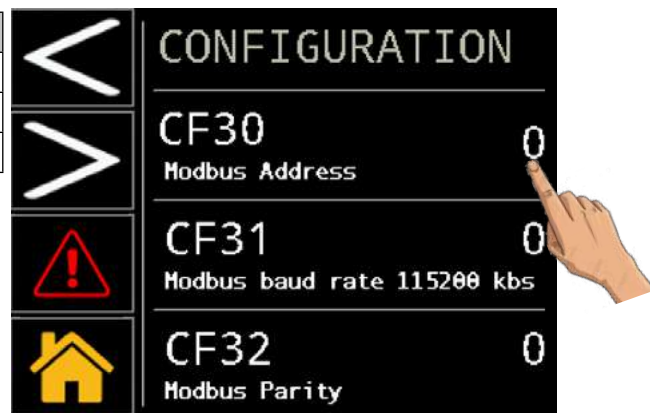 CONFIGURATION
CF30 0
Modbus Address
CF31 0
Modbus baud rate 115200 kbs
CF32 0
Modbus Parity